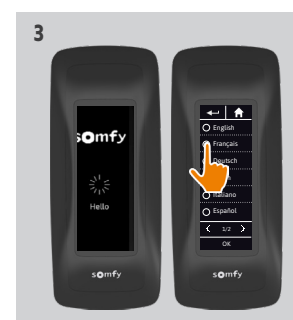 3
somfy
Hello
somfy
English
Français
Deutsch
Italiano
Español
1/2
OK
somfy